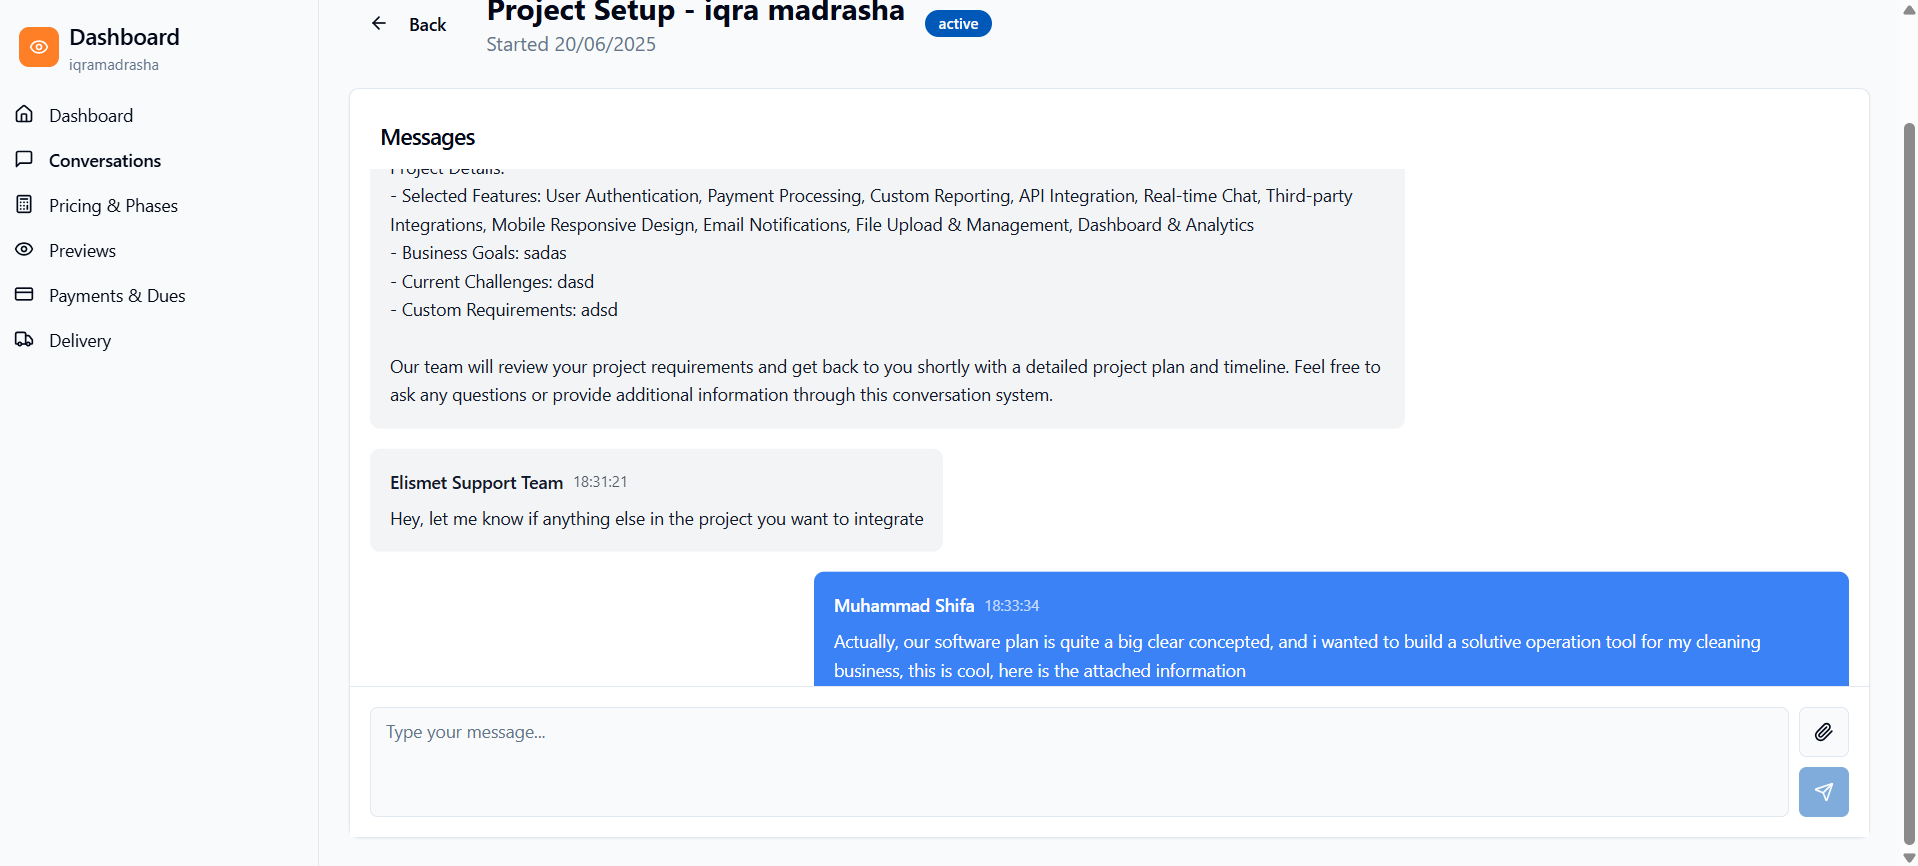 Dashboard
iqramadrasha
Dashboard
Conversations
Pricing & Phases
Previews
Payments & Dues
Delivery
Back
Project Setup - iqra madrasha
active
Started 20/06/2025
Messages
Project Details:
- Selected Features: User Authentication, Payment Processing, Custom Reporting, API Integration, Real-time Chat, Third-party
Integrations, Mobile Responsive Design, Email Notifications, File Upload & Management, Dashboard & Analytics
- Business Goals: sadas
- Current Challenges: dasd
- Custom Requirements: adsd
Our team will review your project requirements and get back to you shortly with a detailed project plan and timeline. Feel free to
ask any questions or provide additional information through this conversation system.
Elismet Support Team 18:31:21
Hey, let me know if anything else in the project you want to integrate
Muhammad Shifa 18:33:34
Actually, our software plan is quite a big clear concepted, and i wanted to build a solutive operation tool for my cleaning
business, this is cool, here is the attached information
Type your message...